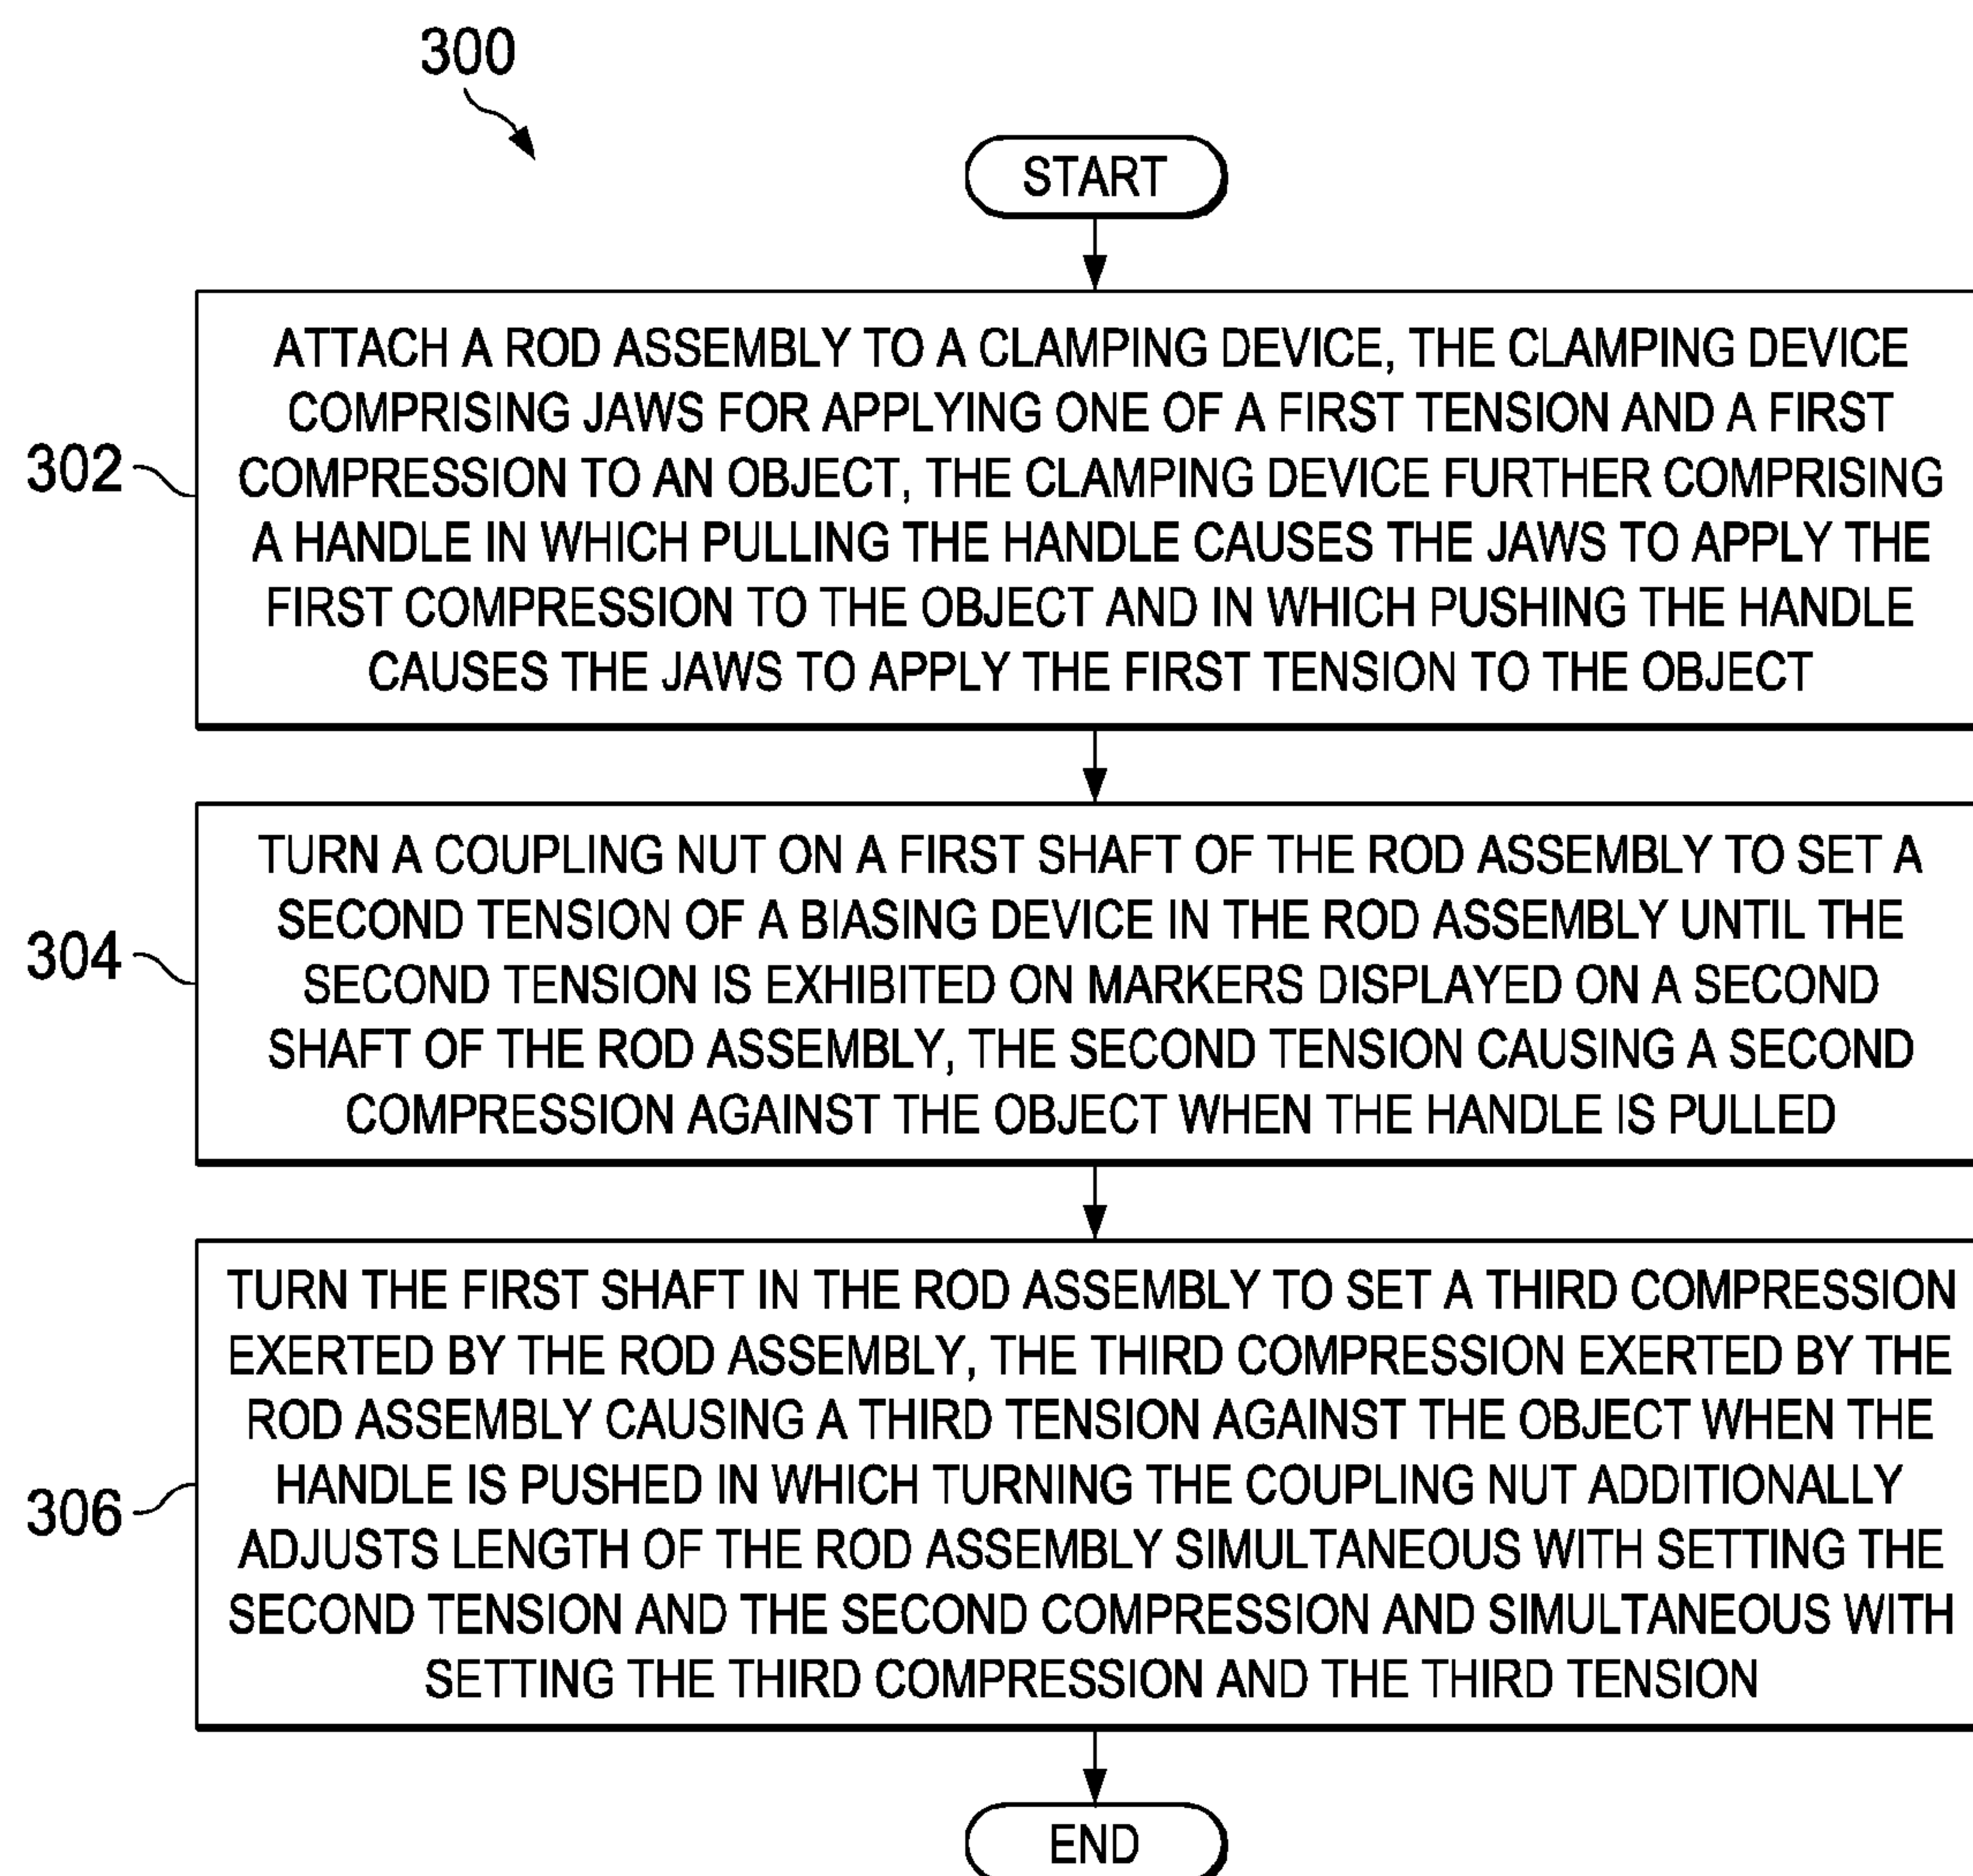 300
START
302
ATTACH A ROD ASSEMBLY TO A CLAMPING DEVICE, THE CLAMPING DEVICE
COMPRISING JAWS FOR APPLYING ONE OF A FIRST TENSION AND A FIRST
COMPRESSION TO AN OBJECT, THE CLAMPING DEVICE FURTHER COMPRISING
A HANDLE IN WHICH PULLING THE HANDLE CAUSES THE JAWS TO APPLY THE
FIRST COMPRESSION TO THE OBJECT AND IN WHICH PUSHING THE HANDLE
CAUSES THE JAWS TO APPLY THE FIRST TENSION TO THE OBJECT
304
TURN A COUPLING NUT ON A FIRST SHAFT OF THE ROD ASSEMBLY TO SET A
SECOND TENSION OF A BIASING DEVICE IN THE ROD ASSEMBLY UNTIL THE
SECOND TENSION IS EXHIBITED ON MARKERS DISPLAYED ON A SECOND
SHAFT OF THE ROD ASSEMBLY, THE SECOND TENSION CAUSING A SECOND
COMPRESSION AGAINST THE OBJECT WHEN THE HANDLE IS PULLED
306
TURN THE FIRST SHAFT IN THE ROD ASSEMBLY TO SET A THIRD COMPRESSION
EXERTED BY THE ROD ASSEMBLY, THE THIRD COMPRESSION EXERTED BY THE
ROD ASSEMBLY CAUSING A THIRD TENSION AGAINST THE OBJECT WHEN THE
HANDLE IS PUSHED IN WHICH TURNING THE COUPLING NUT ADDITIONALLY
ADJUSTS LENGTH OF THE ROD ASSEMBLY SIMULTANEOUS WITH SETTING THE
SECOND TENSION AND THE SECOND COMPRESSION AND SIMULTANEOUS WITH
SETTING THE THIRD COMPRESSION AND THE THIRD TENSION
END